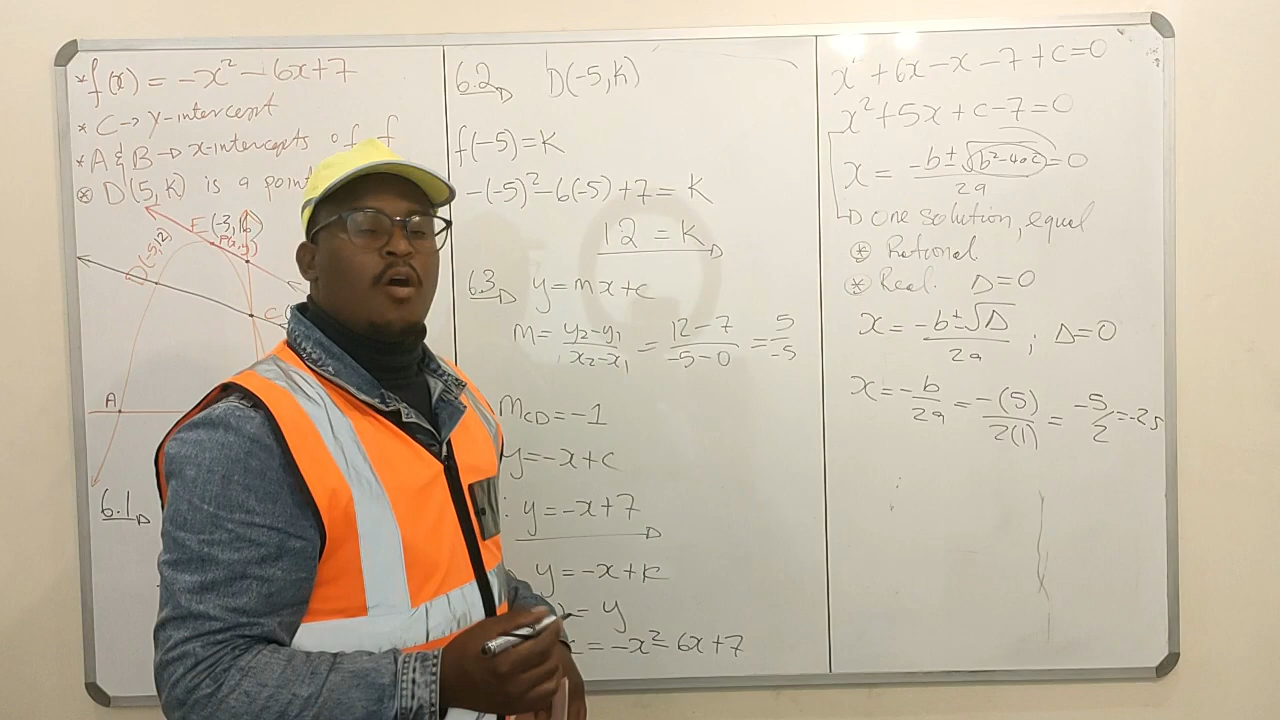 * f(x) = -x² - 6x + 7
* C → y-intercept
* A & B → x-intercepts of f
⊛ D(5, K) is a point
E (-3, 16)
P(x, y)
D(-5, 12)
C (
A
6.1
6.2 D(-5, K)
f(-5) = K
-(-5)² - 6(-5) + 7 = K
12 = K
6.3 y = mx + c
m = y₂-y₁/x₂-x₁ = 12-7/-5-0 = 5/-5
m_CD = -1
y = -x + c
: y = -x + 7
y = -x + k
= y
= -x² - 6x + 7
x² + 6x - x - 7 + c = 0
x² + 5x + c - 7 = 0
x = -b ± √(b²-4ac)/2a = 0
→ one solution, equal
⊛ Rational
⊛ Real. Δ = 0
x = -b ± √Δ/2a ; Δ = 0
x = -b/2a = -(5)/2(1) = -5/2 = -2,5